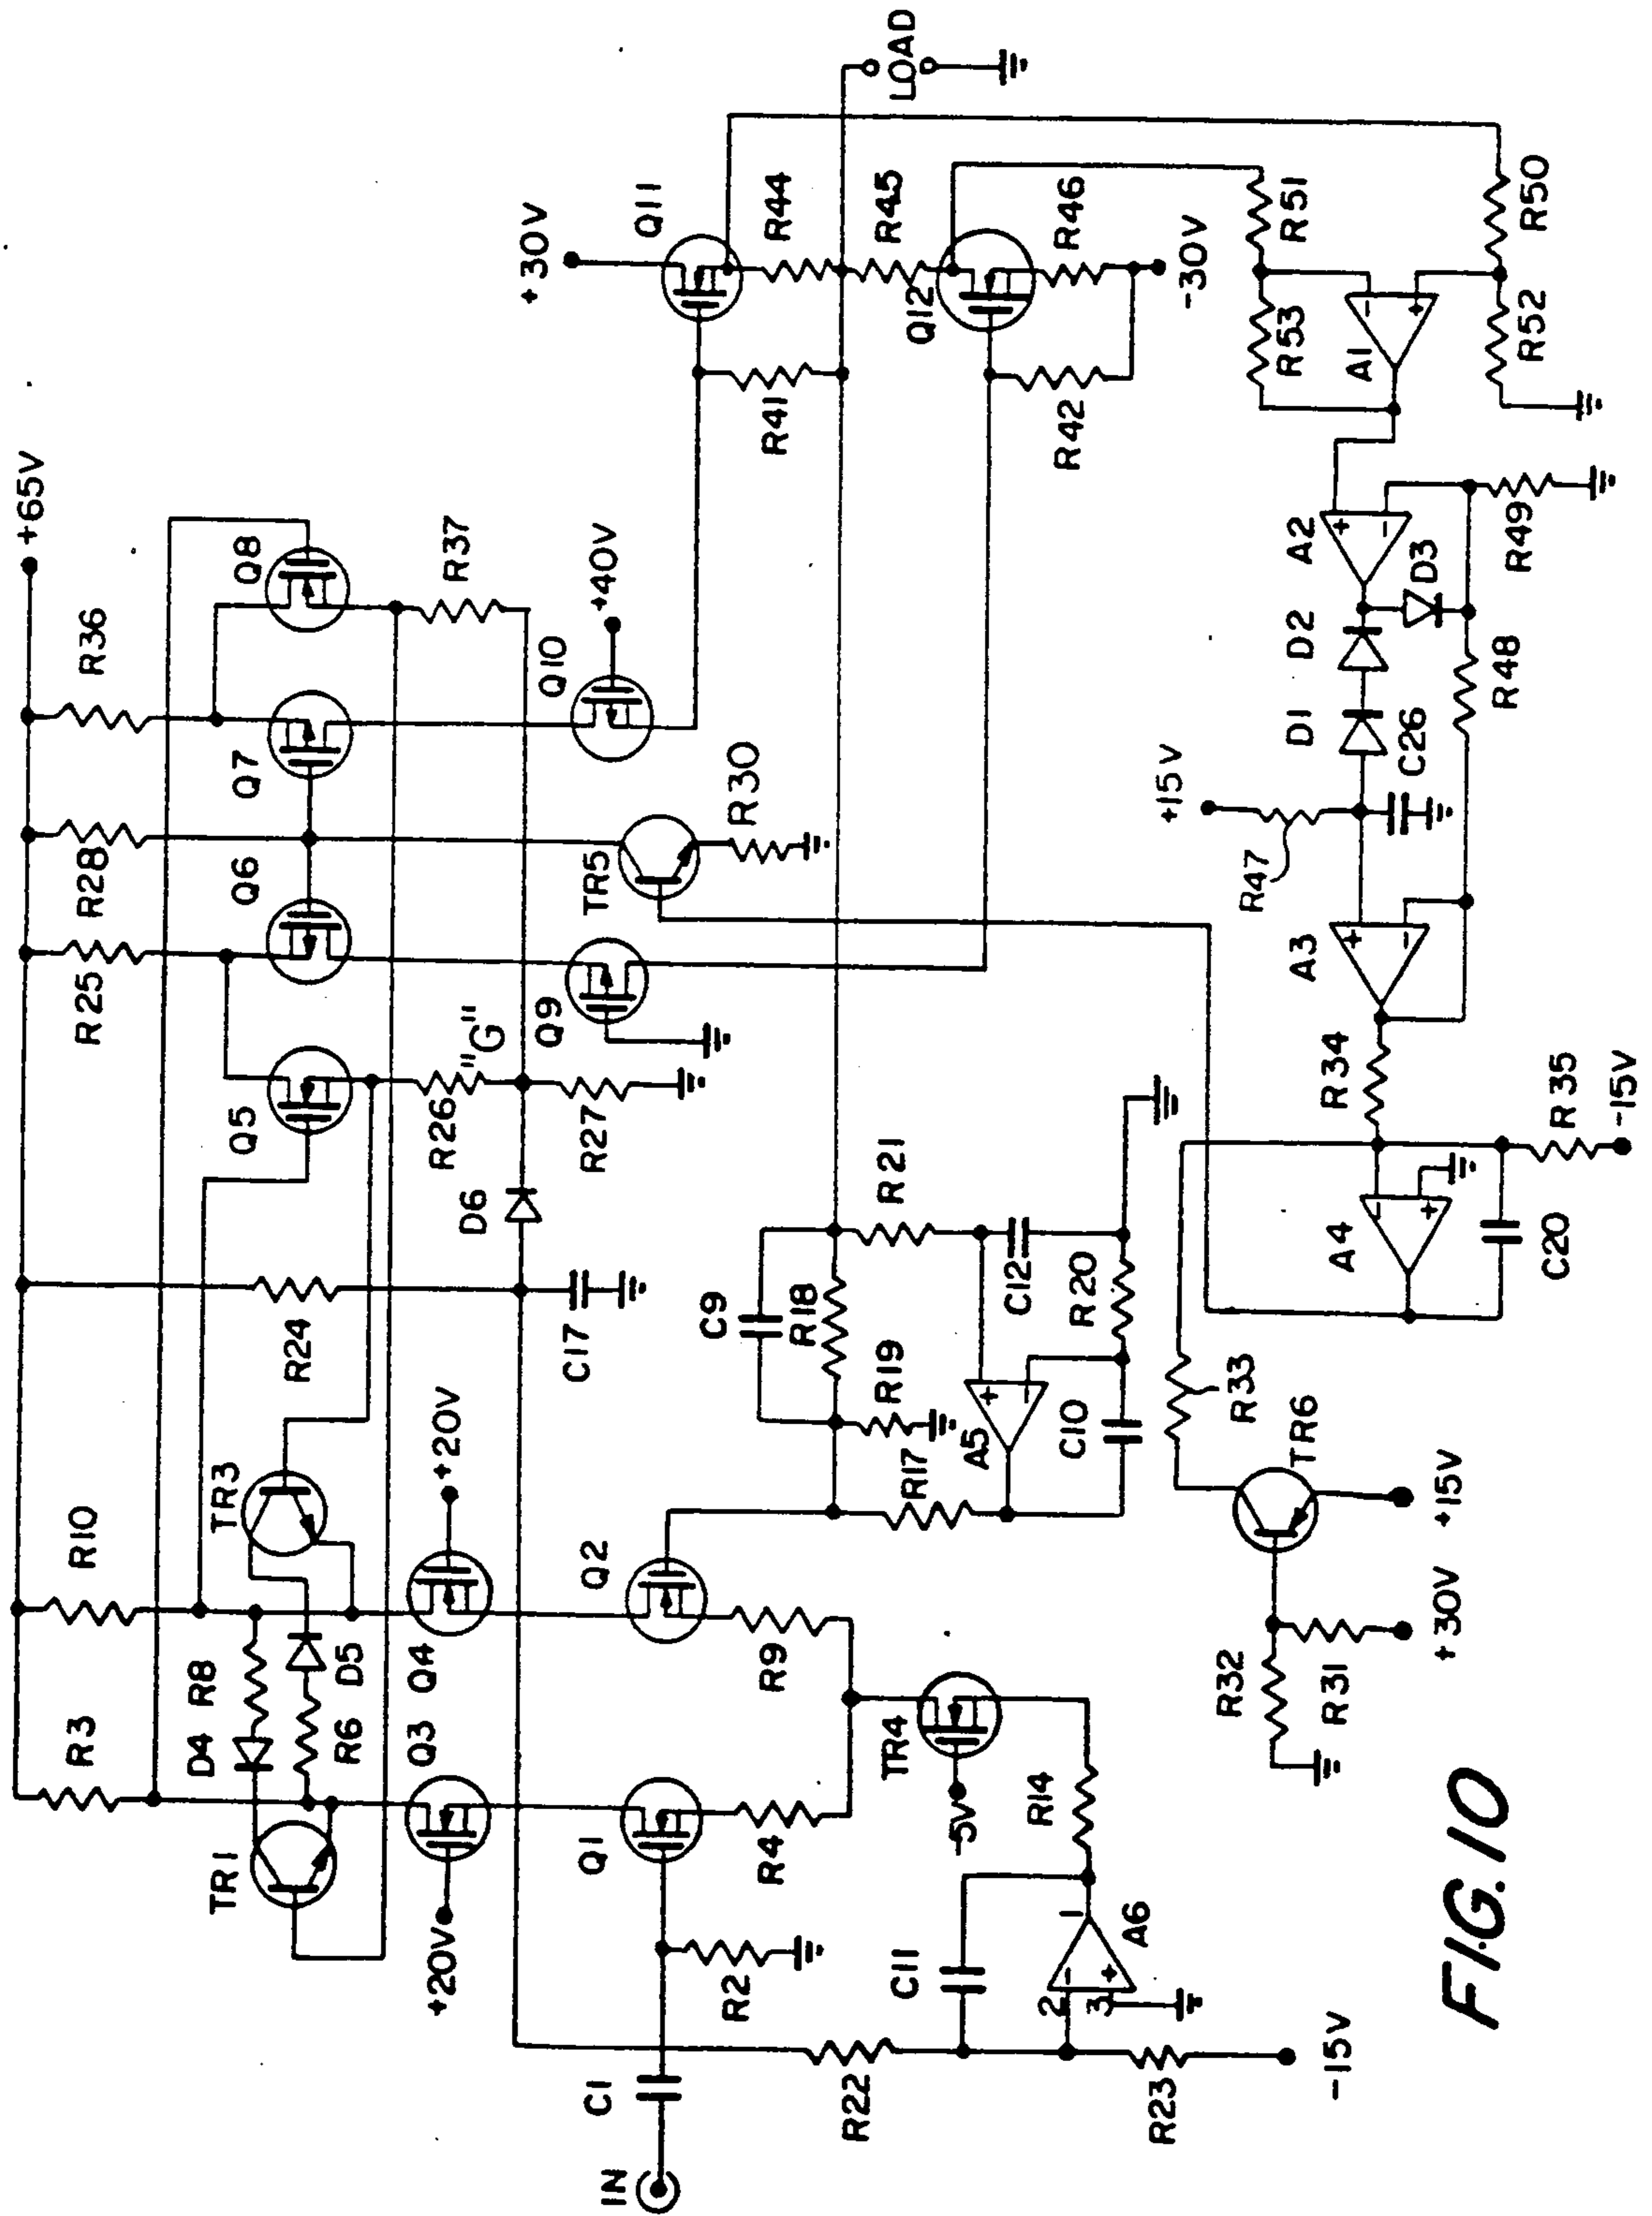 +65V
R3
R10
R25
R28
R36
D4
R8
TR1
TR3
R24
Q5
Q6
Q7
Q8
R6
D5
Q3
Q4
+20V
+20V
R26
"G"
R37
D6
Q9
Q10
+40V
+30V
C17
R27
TR5
Q11
IN
C1
Q1
Q2
R2
R4
R9
C9
R18
R30
R41
R44
LOAD
R22
C11
TR4
R19
R17
R21
Q12
R45
-5V
R14
A5
C12
R42
R46
2
3
1
A6
C10
R20
R23
-15V
+15V
R47
-30V
R33
TR6
R32
R31
+30V
+15V
A4
C20
R34
R35
-15V
A3
C26
D1
D2
A2
D3
R48
R49
A1
R53
R51
R52
R50
FIG.10